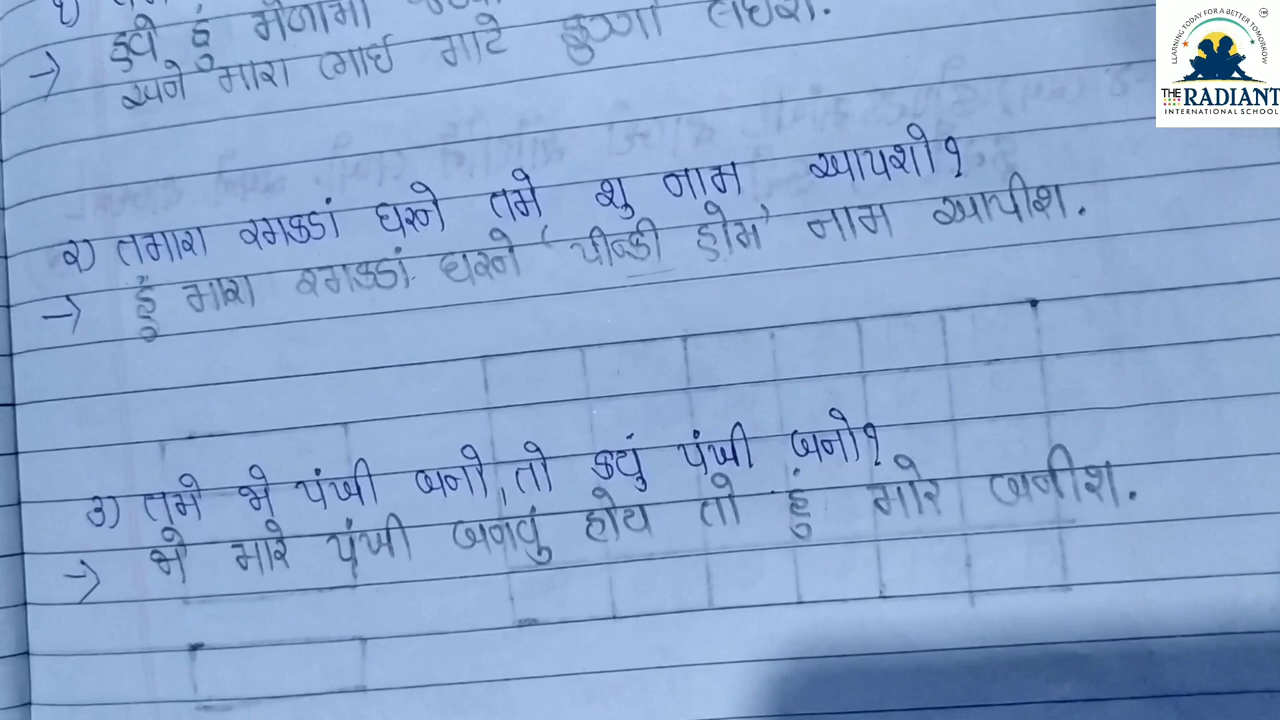 હવે હું મેળામાં
અને મારા ભાઈ માટે ફુગ્ગા લઈશ.
૨) તમારા રમકડાં ઘરને તમે શુ નામ આપશો?
→ હું મારા રમકડાં ઘરને 'પીન્કી હોમ' નામ આપીશ.
૩) તમે જે પંખી બનો, તો કયું પંખી બનો?
→ જે મારે પંખી બનવું હોય તો હું મોર બનીશ.
LEARNING TODAY FOR A BETTER TOMORROW
THE RADIANT
INTERNATIONAL SCHOOL